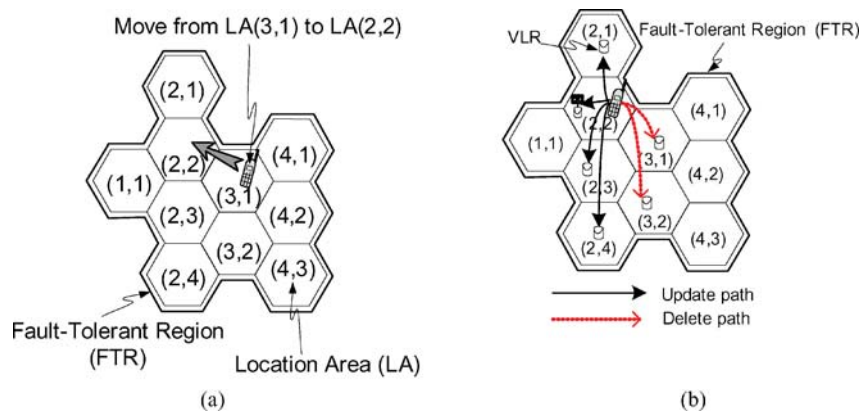 Move from LA(3,1) to LA(2,2)
(2,1)
(2,2)
(4,1)
(1,1)
(3,1)
(2,3)
(4,2)
(3,2)
(2,4)
(4,3)
Fault-Tolerant Region
(FTR)
Location Area (LA)
(a)
VLR
(2,1)
Fault-Tolerant Region (FTR)
(2,2)
(4,1)
(1,1)
(3,1)
(2,3)
(4,2)
(3,2)
(2,4)
(4,3)
Update path
Delete path
(b)